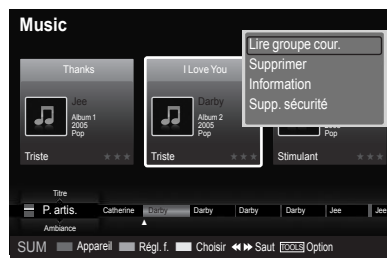 Music
Lire groupe cour.
Supprimer
Information
Supp. sécurité
Thanks
Jee
Album 1
2005
Pop
Triste
I Love You
Darby
Album 2
2005
Pop
Triste
2005
Pop
Stimulant
Titre
P. artis.
Catherine Darby Darby Darby Darby Jee Jee
Ambiance
SUM Appareil Régl. f. Choisir Saut TOOLS Option